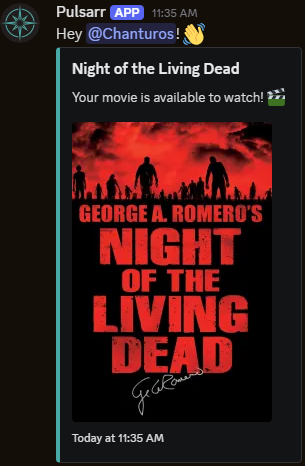 Pulsarr APP 11:35 AM
Hey @Chanturos! 👋
Night of the Living Dead
Your movie is available to watch! 🎬
GEORGE A. ROMERO'S
NIGHT
OF THE
LIVING
DEAD
Today at 11:35 AM